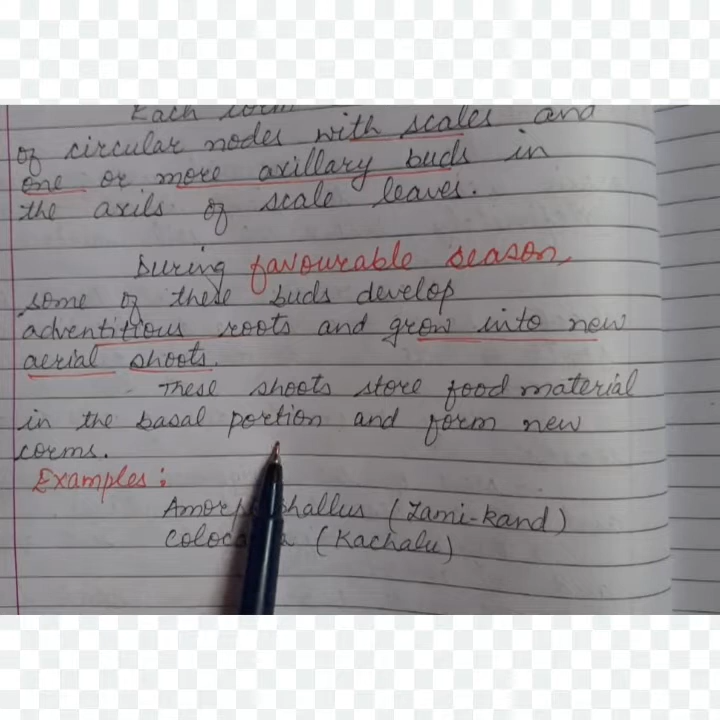 Each corm
of circular nodes with scales and
one or more axillary buds in
the axils of scale leaves.
During favourable season,
some of these buds develop
adventitious roots and grow into new
aerial shoots.
These shoots store food material
in the basal portion and form new
corms.
Examples:
(Zami-kand)
(Kachalu)